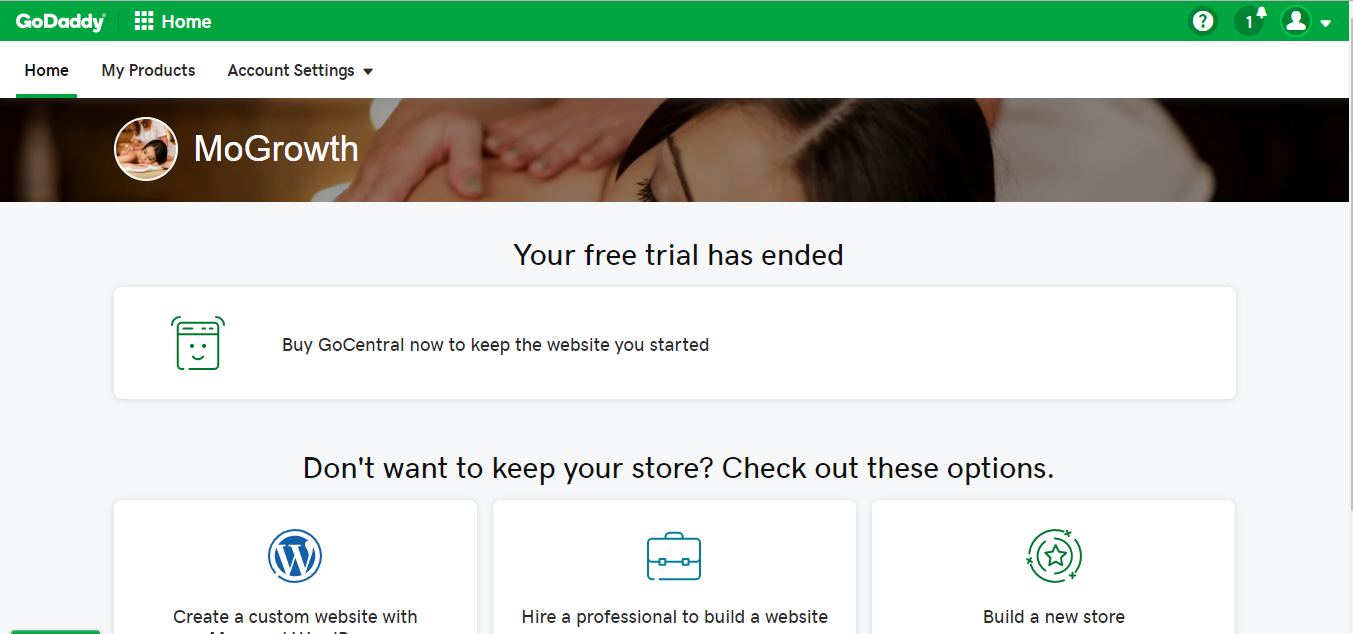 GoDaddy Home ? 1
Home My Products Account Settings
MoGrowth
Your free trial has ended
Buy GoCentral now to keep the website you started
Don't want to keep your store? Check out these options.
Create a custom website with
Hire a professional to build a website
Build a new store